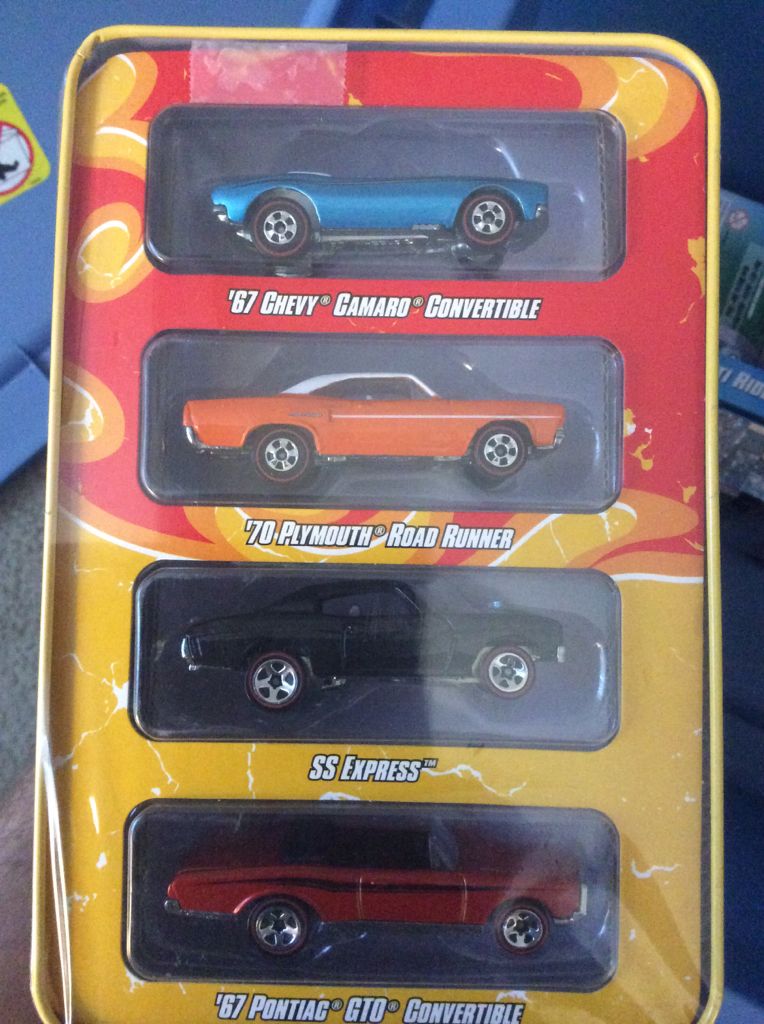 '67 CHEVY® CAMARO® CONVERTIBLE
'70 PLYMOUTH® ROAD RUNNER
SS EXPRESS™
'67 PONTIAC® GTO® CONVERTIBLE